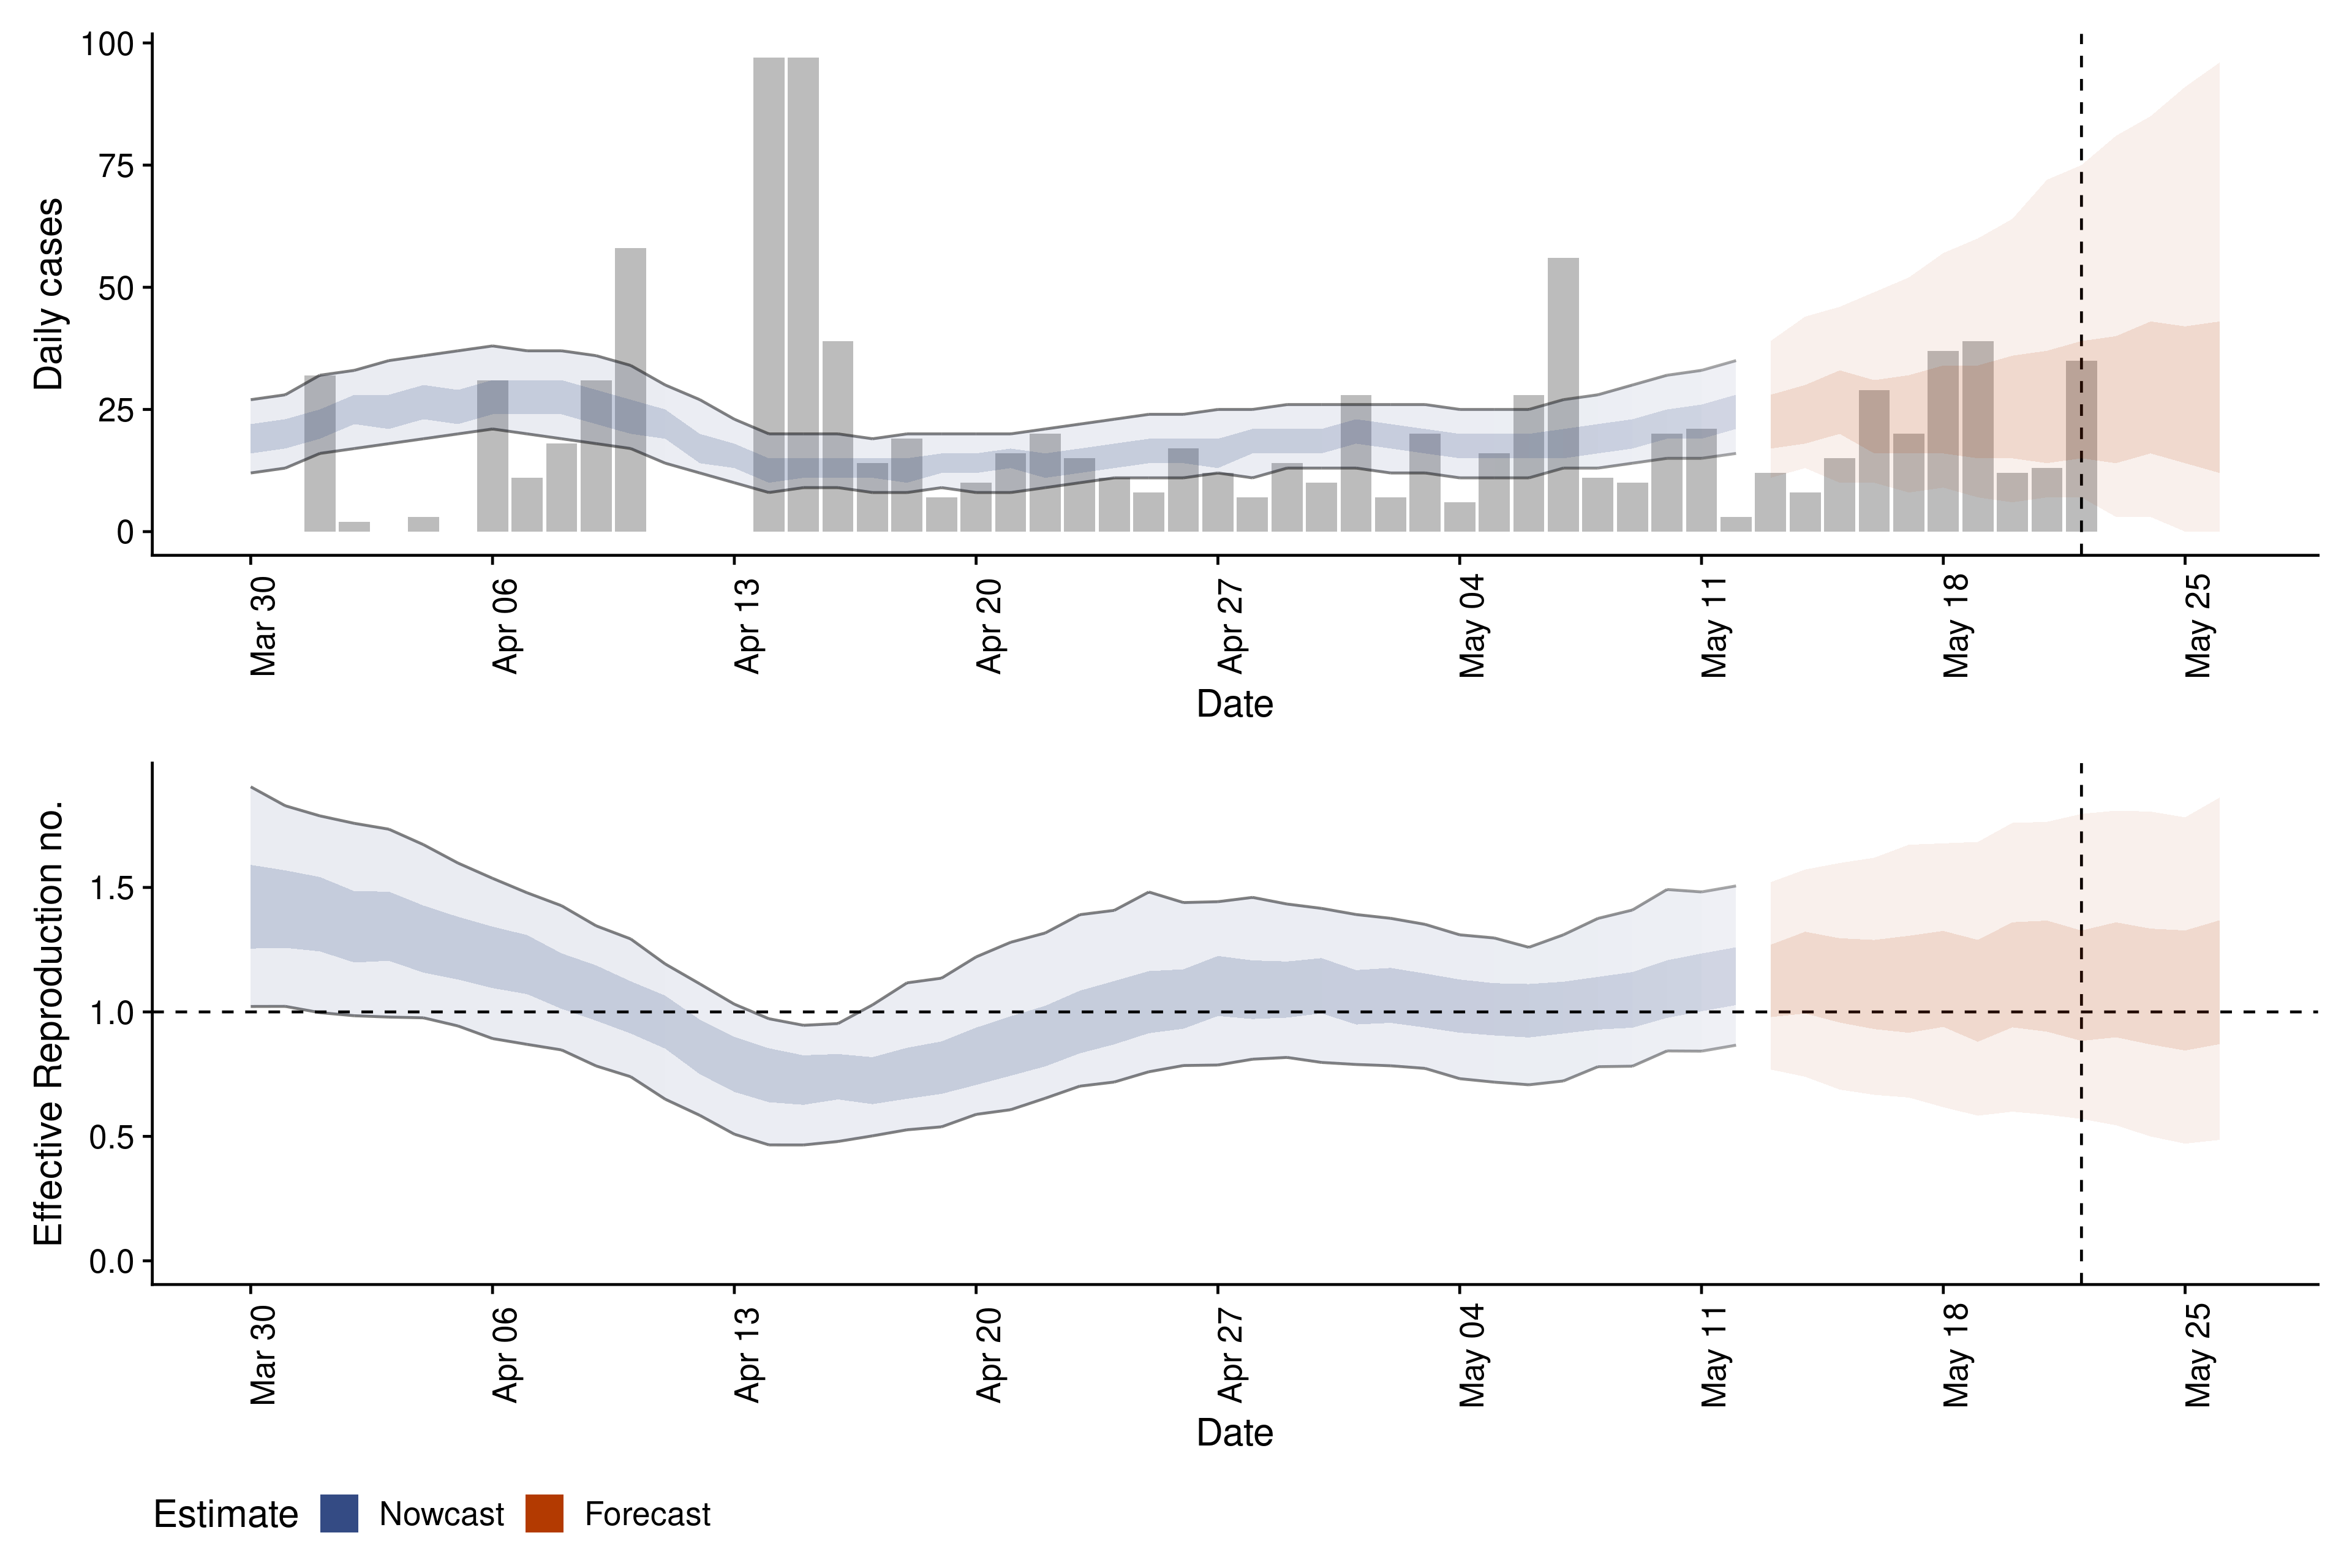 100
75
50
25
0
Daily cases
Mar 30
Apr 06
Apr 13
Apr 20
Apr 27
May 04
May 11
May 18
May 25
Date
1.5
1.0
0.5
0.0
Effective Reproduction no.
Mar 30
Apr 06
Apr 13
Apr 20
Apr 27
May 04
May 11
May 18
May 25
Date
Estimate Nowcast Forecast